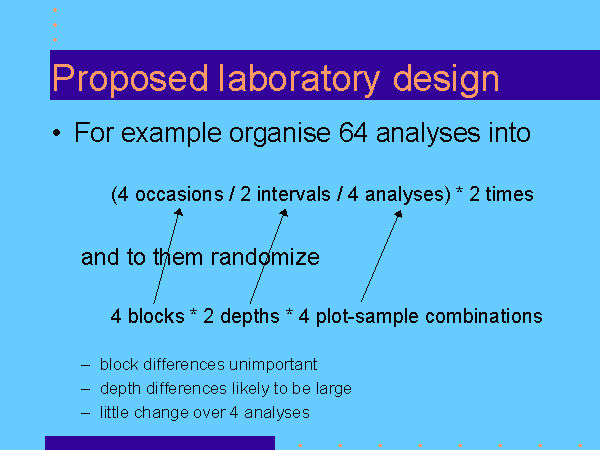 Proposed laboratory design
• For example organise 64 analyses into
(4 occasions / 2 intervals / 4 analyses) * 2 times
and to them randomize
4 blocks * 2 depths * 4 plot-sample combinations
– block differences unimportant
– depth differences likely to be large
– little change over 4 analyses